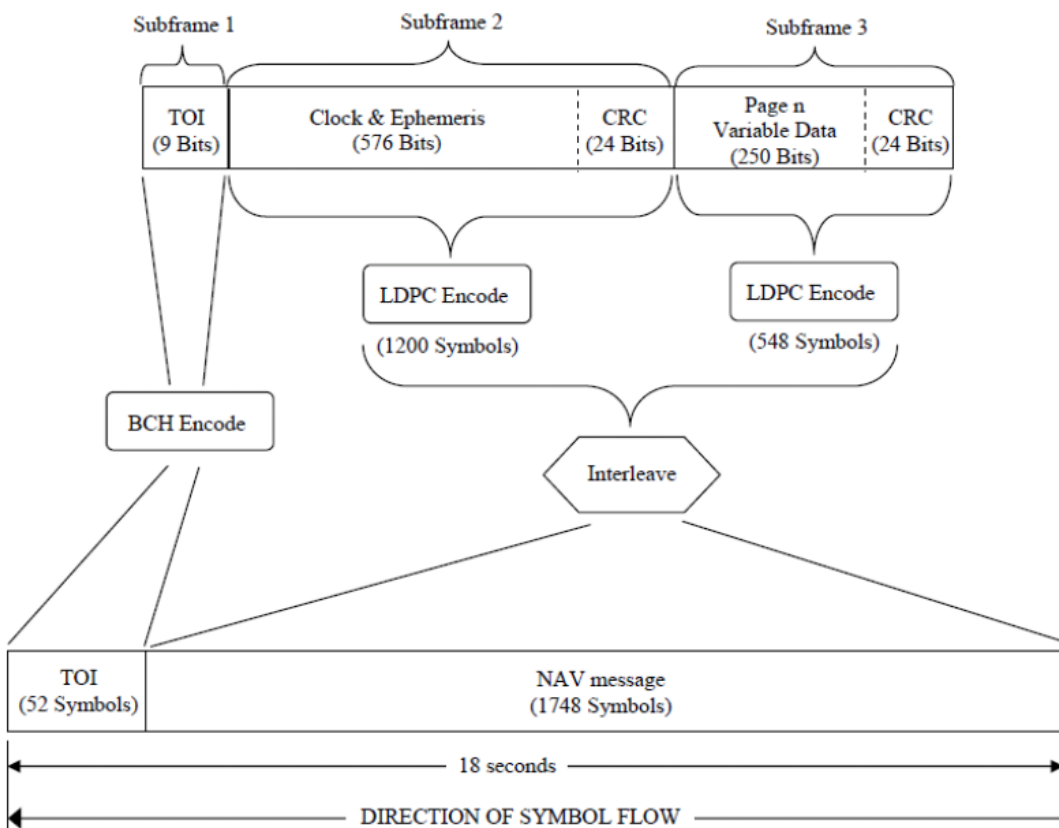 Subframe 1
Subframe 2
Subframe 3
TOI
(9 Bits)
Clock & Ephemeris
(576 Bits)
CRC
(24 Bits)
Page n
Variable Data
(250 Bits)
CRC
(24 Bits)
LDPC Encode
(1200 Symbols)
LDPC Encode
(548 Symbols)
BCH Encode
Interleave
TOI
(52 Symbols)
NAV message
(1748 Symbols)
18 seconds
DIRECTION OF SYMBOL FLOW